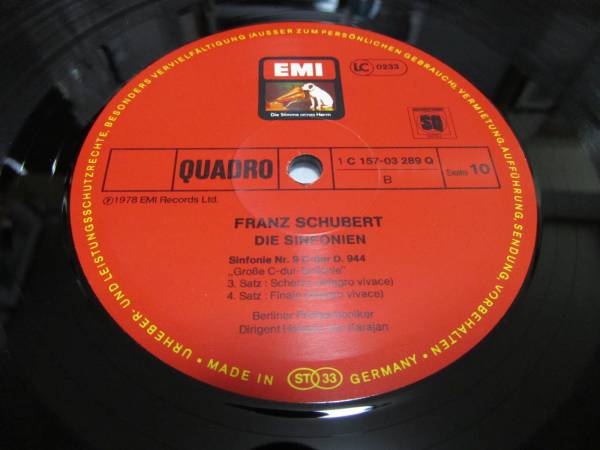 URHEBER- UND LEISTUNGSSCHUTZRECHTE, BESONDERS VERVIELFÄLTIGUNG (AUSSER ZUM PERSÖNLICHEN GEBRAUCH), VERMIETUNG, AUFFÜHRUNG, SENDUNG, VORBEHALTEN •
EMI
LC 0233
Die Stimme seines Herrn
SQ
QUADRO
1 C 157-03 289 Q
B
Seite 10
℗ 1978 EMI Records Ltd.
FRANZ SCHUBERT
DIE SINFONIEN
Sinfonie Nr. 9 C-dur D. 944
„Große C-dur-Sinfonie"
3. Satz : Scherzo (Allegro vivace)
4. Satz : Finale (Allegro vivace)
Berliner Philharmoniker
Dirigent Herbert von Karajan
• MADE IN ST 33 GERMANY •